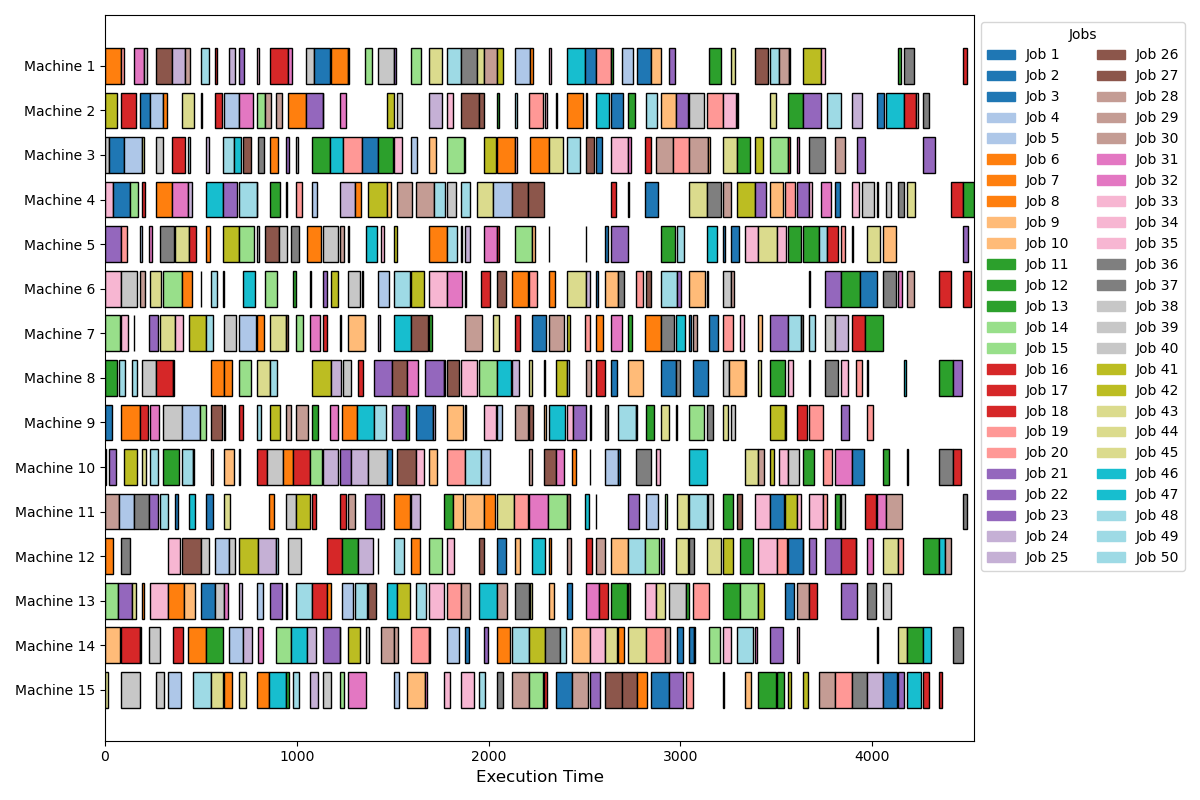 Machine 1
Machine 2
Machine 3
Machine 4
Machine 5
Machine 6
Machine 7
Machine 8
Machine 9
Machine 10
Machine 11
Machine 12
Machine 13
Machine 14
Machine 15
0 1000 2000 3000 4000
Execution Time
Jobs
Job 1 Job 26
Job 2 Job 27
Job 3 Job 28
Job 4 Job 29
Job 5 Job 30
Job 6 Job 31
Job 7 Job 32
Job 8 Job 33
Job 9 Job 34
Job 10 Job 35
Job 11 Job 36
Job 12 Job 37
Job 13 Job 38
Job 14 Job 39
Job 15 Job 40
Job 16 Job 41
Job 17 Job 42
Job 18 Job 43
Job 19 Job 44
Job 20 Job 45
Job 21 Job 46
Job 22 Job 47
Job 23 Job 48
Job 24 Job 49
Job 25 Job 50